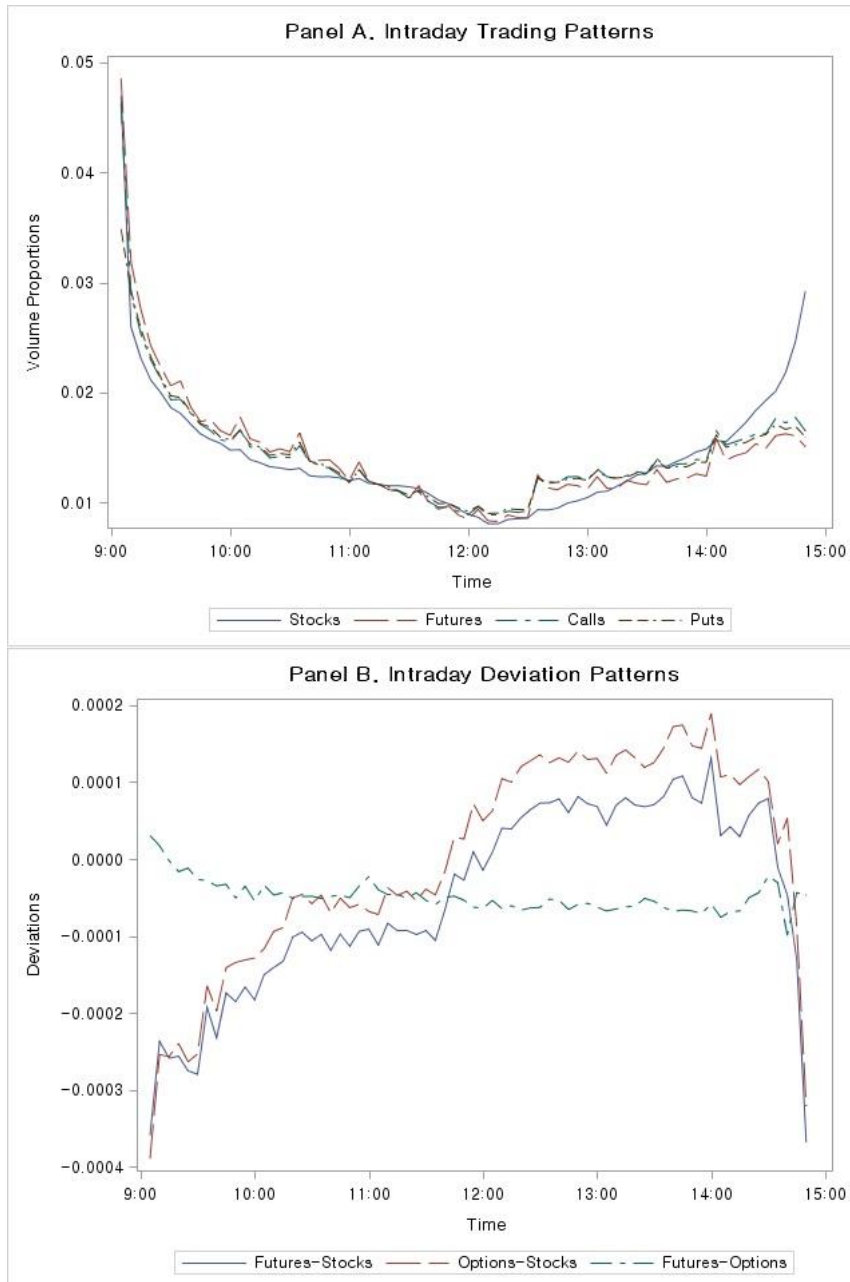 Panel A. Intraday Trading Patterns
0.05
0.04
0.03
0.02
0.01
Volume Proportions
9:00 10:00 11:00 12:00 13:00 14:00 15:00
Time
Stocks Futures Calls Puts
Panel B. Intraday Deviation Patterns
0.0002
0.0001
0.0000
-0.0001
-0.0002
-0.0003
-0.0004
Deviations
9:00 10:00 11:00 12:00 13:00 14:00 15:00
Time
Futures-Stocks Options-Stocks Futures-Options